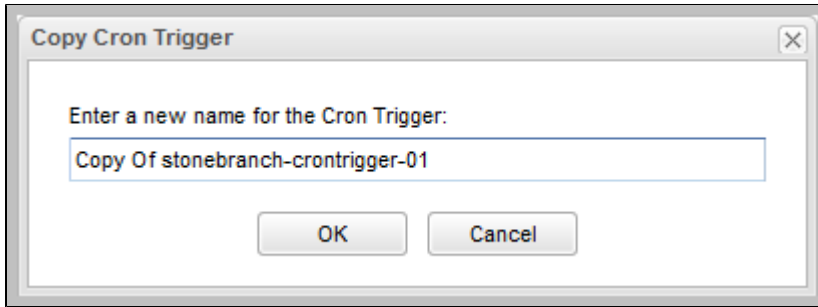 Copy Cron Trigger
Enter a new name for the Cron Trigger:
Copy Of stonebranch-crontrigger-01
OK Cancel